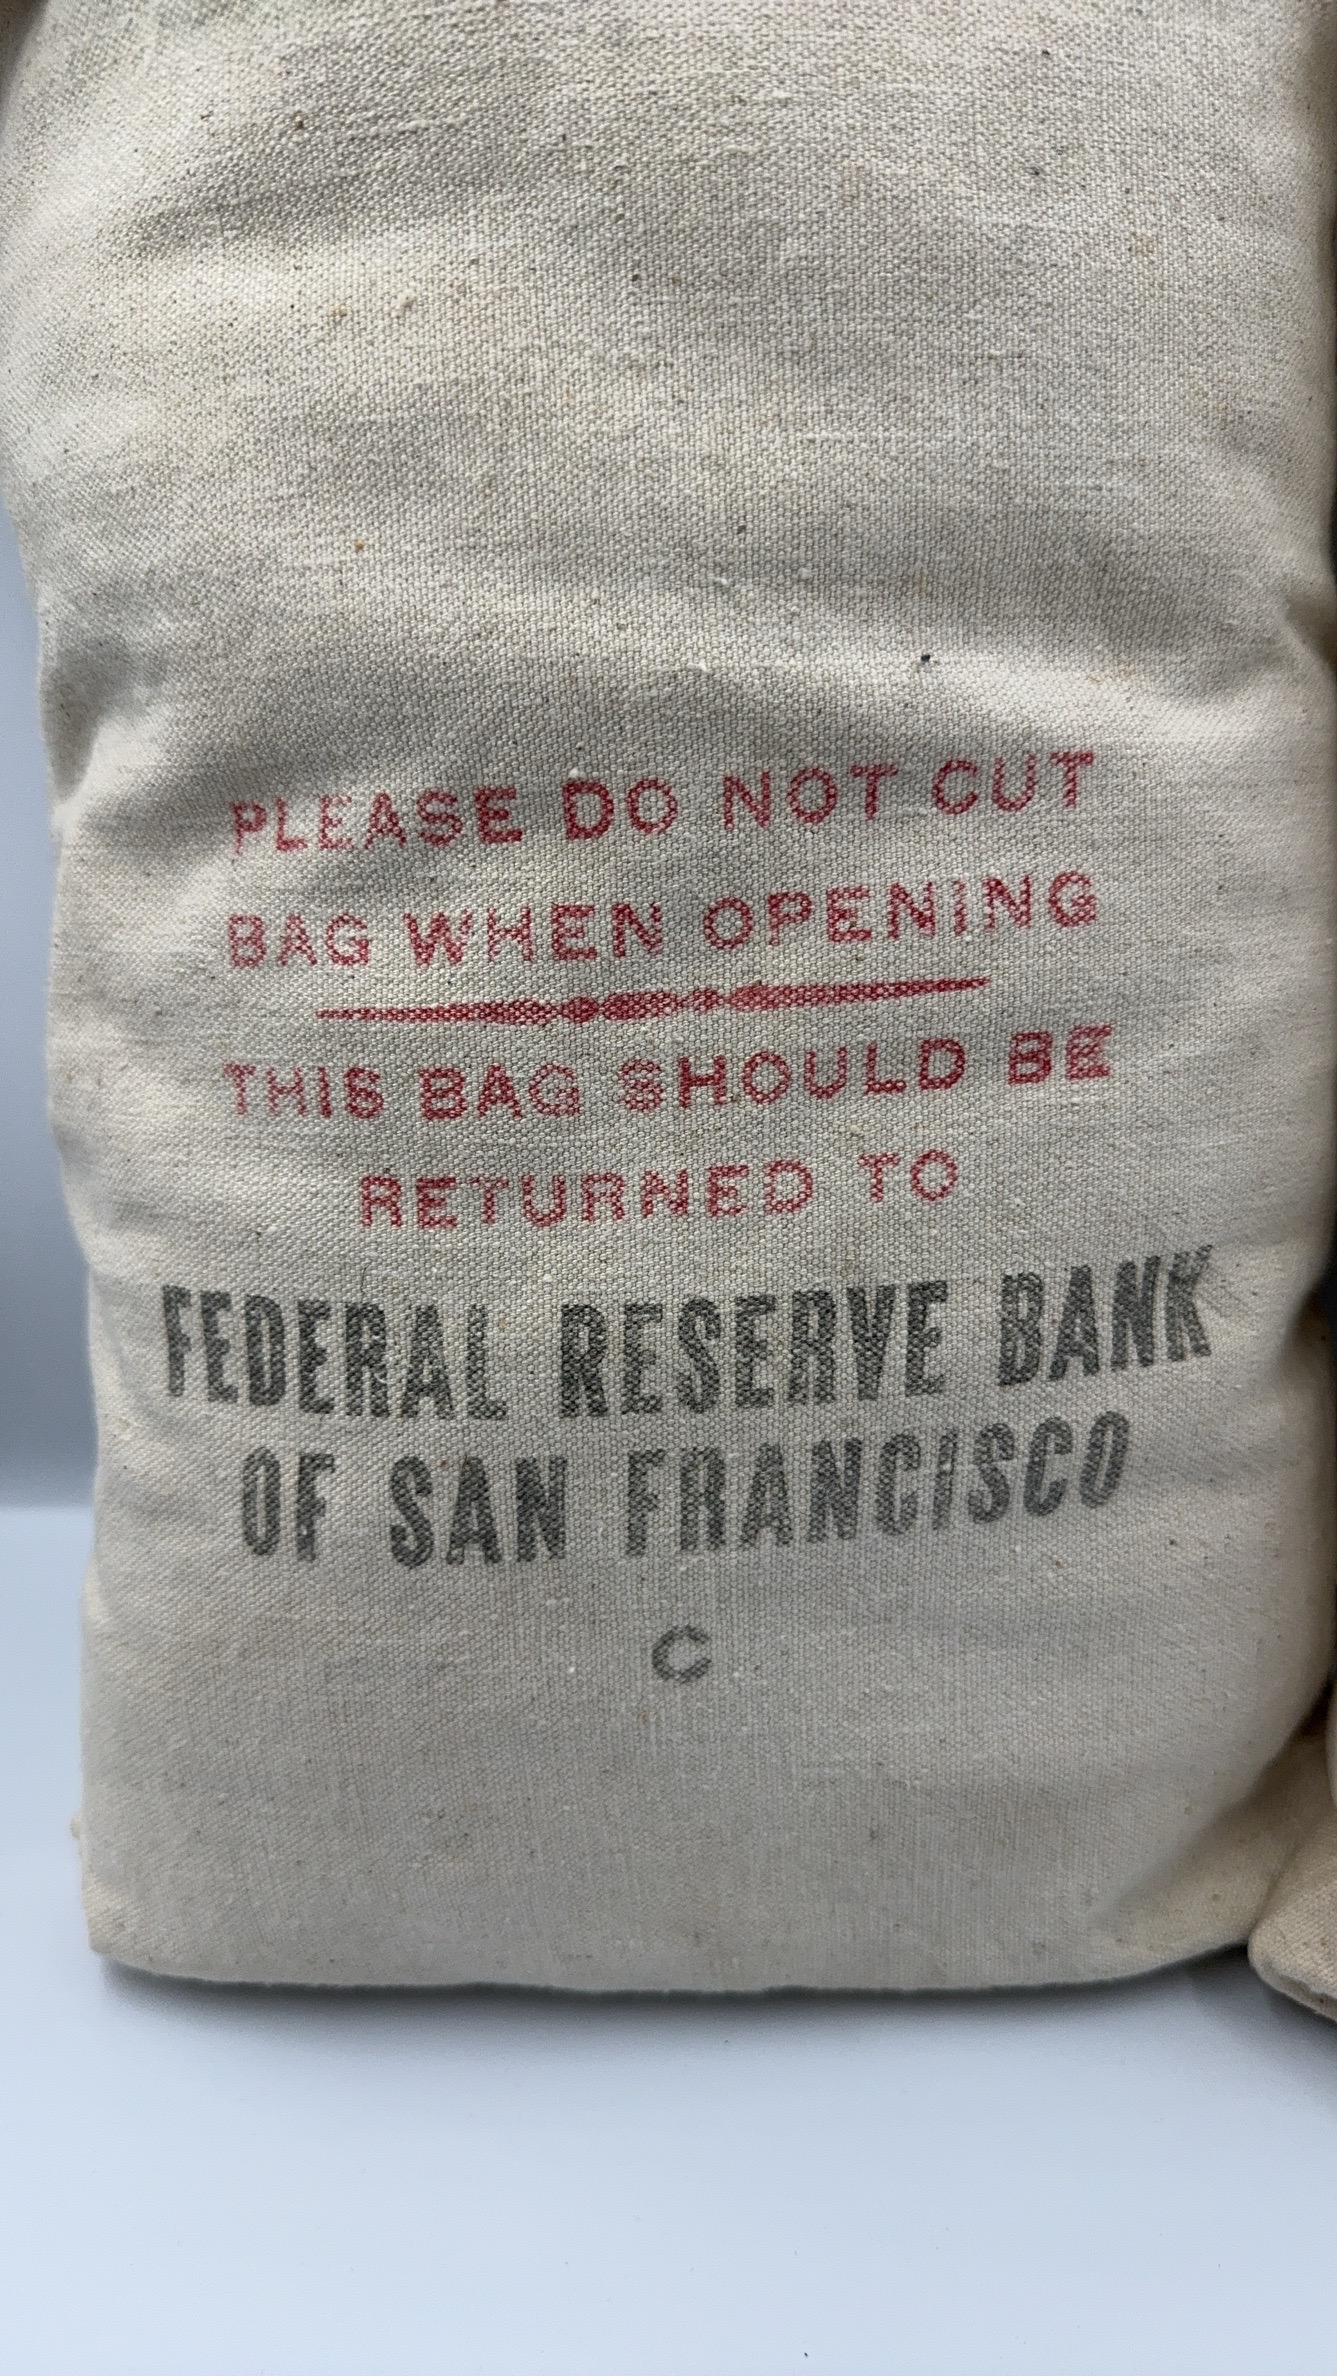 PLEASE DO NOT CUT
BAG WHEN OPENING
THIS BAG SHOULD BE
RETURNED TO
FEDERAL RESERVE BANK
OF SAN FRANCISCO
C